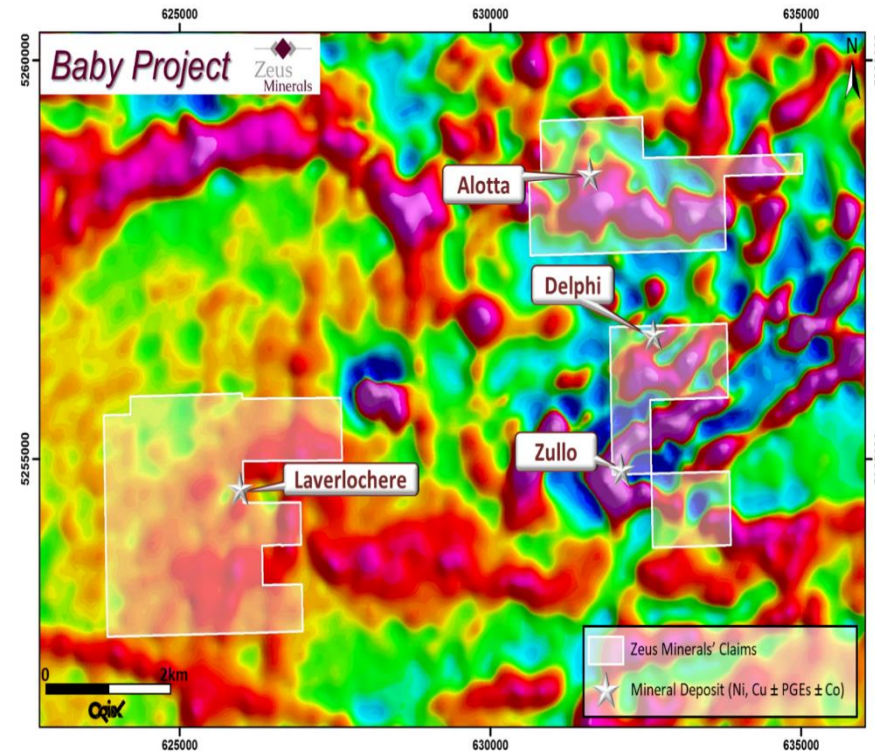 625000
630000
635000
5260000
Baby Project
Zeus
Minerals
N
Alotta
Delphi
5255000
Zullo
Laverlochere
Zeus Minerals' Claims
Mineral Deposit (Ni, Cu ± PGEs ± Co)
0
2km
625000
630000
635000